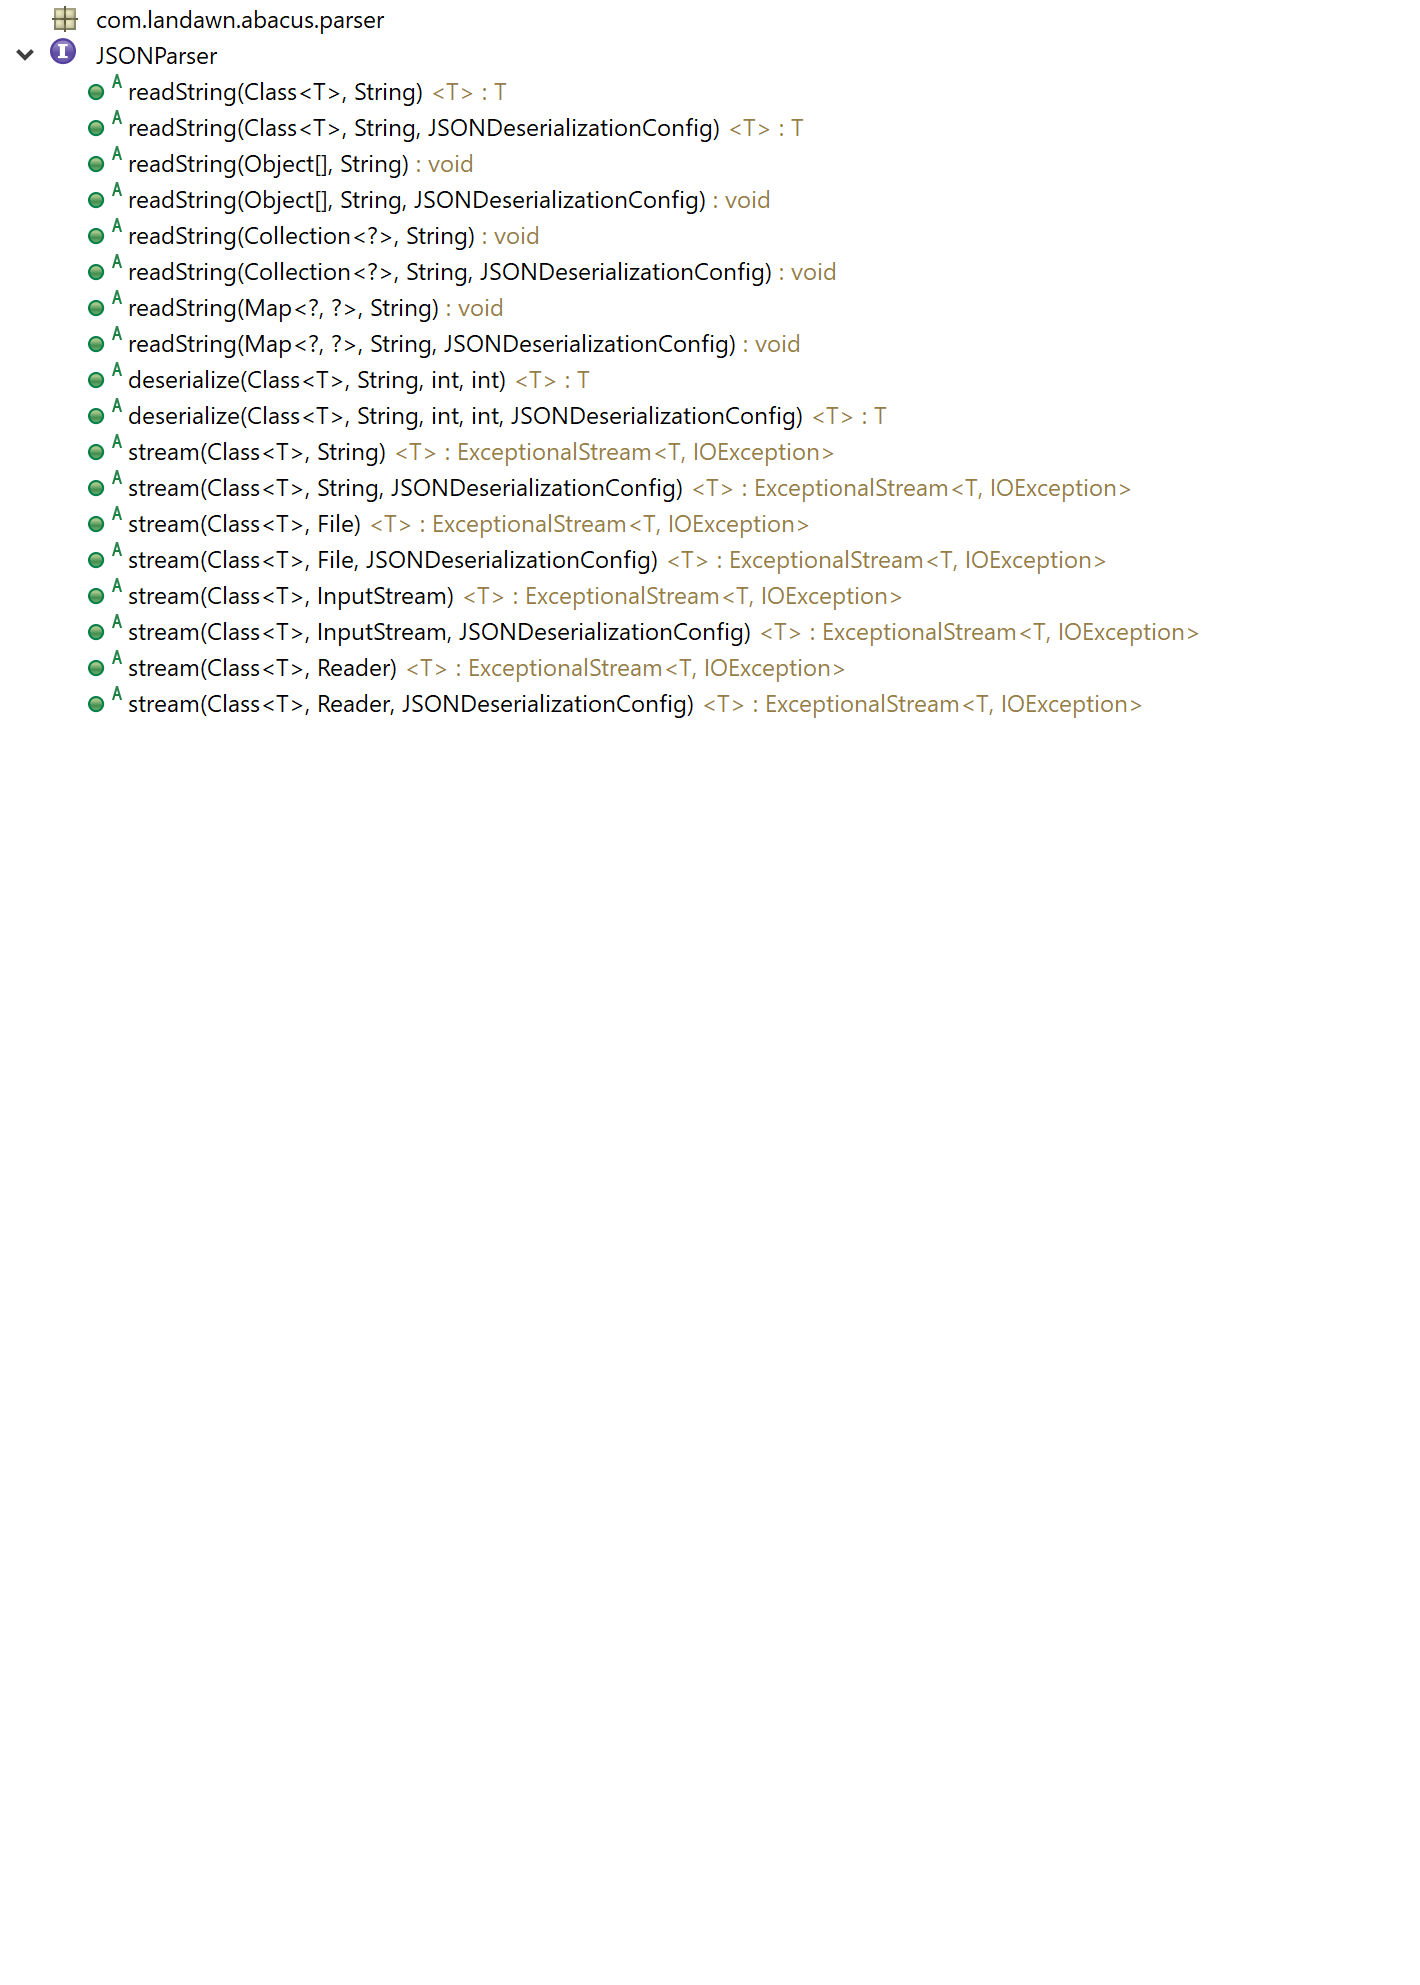 com.landawn.abacus.parser
I JSONParser
A readString(Class<T>, String) <T> : T
A readString(Class<T>, String, JSONDeserializationConfig) <T> : T
A readString(Object[], String) : void
A readString(Object[], String, JSONDeserializationConfig) : void
A readString(Collection<?>, String) : void
A readString(Collection<?>, String, JSONDeserializationConfig) : void
A readString(Map<?, ?>, String) : void
A readString(Map<?, ?>, String, JSONDeserializationConfig) : void
A deserialize(Class<T>, String, int, int) <T> : T
A deserialize(Class<T>, String, int, int, JSONDeserializationConfig) <T> : T
A stream(Class<T>, String) <T> : ExceptionalStream<T, IOException>
A stream(Class<T>, String, JSONDeserializationConfig) <T> : ExceptionalStream<T, IOException>
A stream(Class<T>, File) <T> : ExceptionalStream<T, IOException>
A stream(Class<T>, File, JSONDeserializationConfig) <T> : ExceptionalStream<T, IOException>
A stream(Class<T>, InputStream) <T> : ExceptionalStream<T, IOException>
A stream(Class<T>, InputStream, JSONDeserializationConfig) <T> : ExceptionalStream<T, IOException>
A stream(Class<T>, Reader) <T> : ExceptionalStream<T, IOException>
A stream(Class<T>, Reader, JSONDeserializationConfig) <T> : ExceptionalStream<T, IOException>